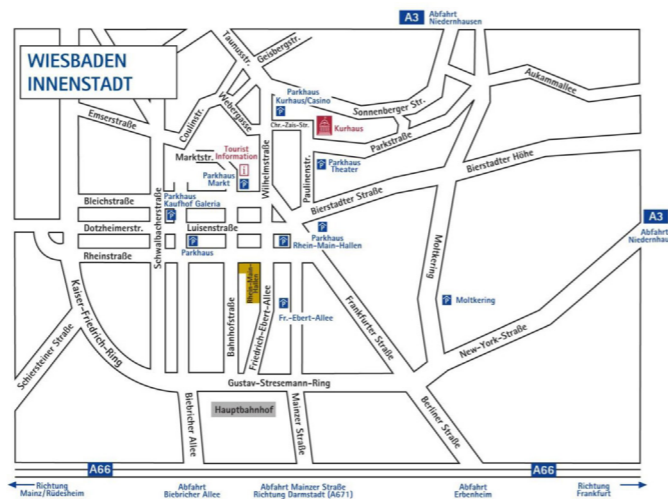 A3
Abfahrt
Niedernhausen
WIESBADEN
INNENSTADT
Taunusstr.
Geisbergstr.
Aukammallee
Parkhaus
Kurhaus/Casino
Sonnenberger Str.
Emserstraße
Coulinstr.
Webergasse
Chr.-Zais-Str.
Kurhaus
Parkstraße
Tourist
Information
Marktstr.
Parkhaus
Markt
Wilhelmstraße
Paulinenstr.
Parkhaus
Theater
Bierstadter Höhe
Bierstadter Straße
Bleichstraße
Parkhaus
Kaufhof Galeria
Schwalbacherstraße
Dotzheimerstr.
Luisenstraße
Parkhaus
Parkhaus
Rhein-Main-Hallen
A3
Abfahrt
Niedernha
Rheinstraße
Moltkering
Kaiser-Friedrich-Ring
Rhein-Main-
Hallen
Bahnhofstraße
Friedrich-Ebert-Allee
Fr.-Ebert-Allee
Frankfurter Straße
Moltkering
New-York-Straße
Schiersteiner Straße
Gustav-Stresemann-Ring
Hauptbahnhof
Biebricher Allee
Mainzer Straße
Berliner Straße
A66
A66
Richtung
Mainz/Rüdesheim
Abfahrt
Biebricher Allee
Abfahrt Mainzer Straße
Richtung Darmstadt (A671)
Abfahrt
Erbenheim
Richtung
Frankfurt